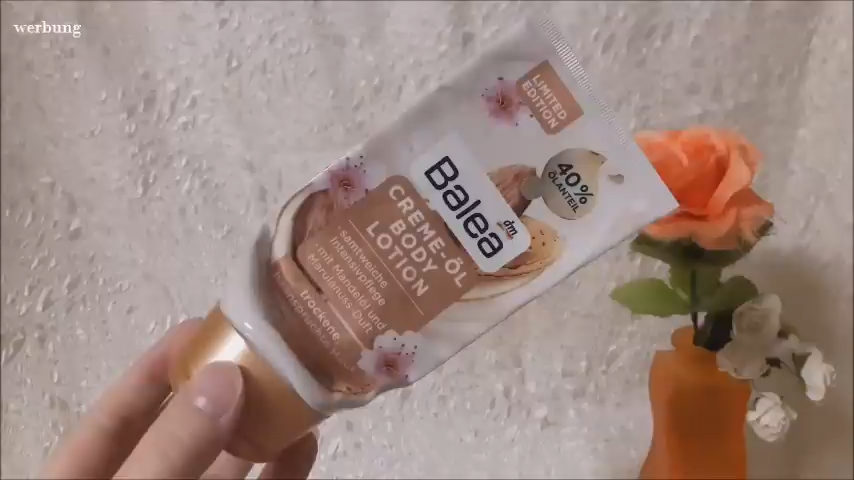 werbung
LIMITED
EDITION
40%
ÖLANTEIL
Balea
dm
CREME-ÖL
BODY
LOTION
samtweiche
Intensivpflege
mit Mandelöl und
Marulanuss-Duft
trockene